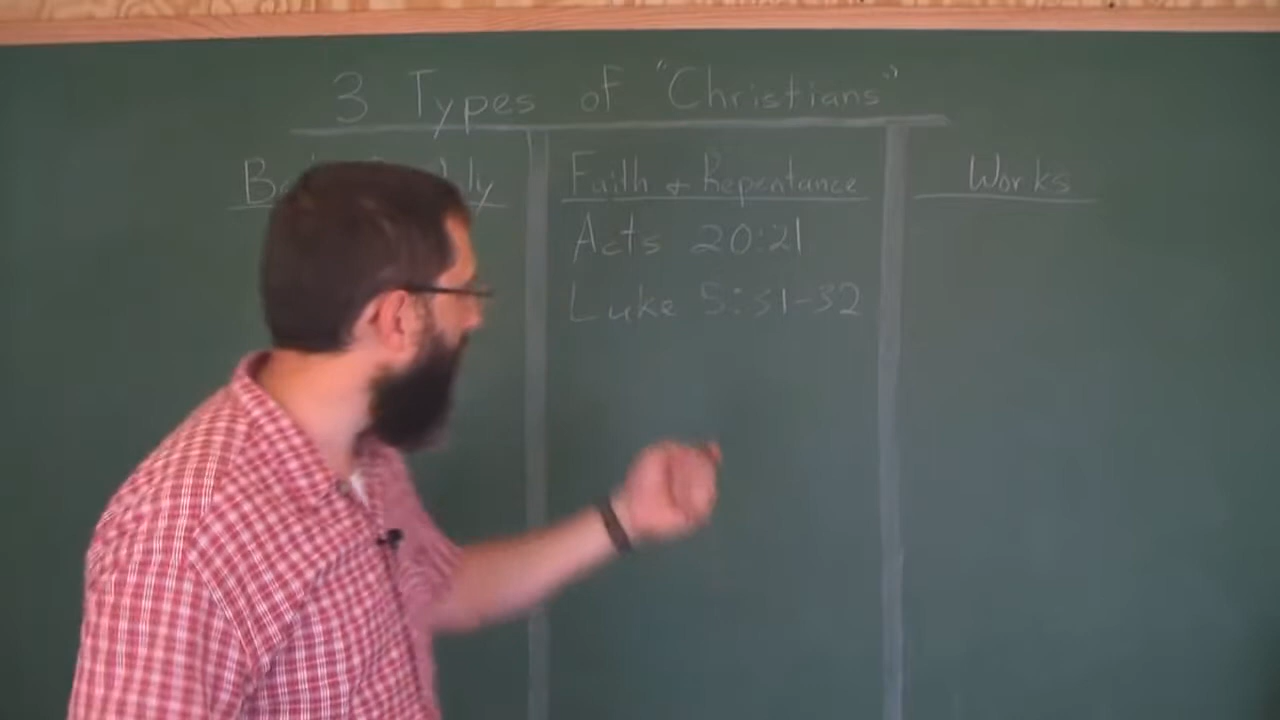 3 Types of "Christians"
Faith & Repentance
Works
Acts 20:21
Luke 5:31-32